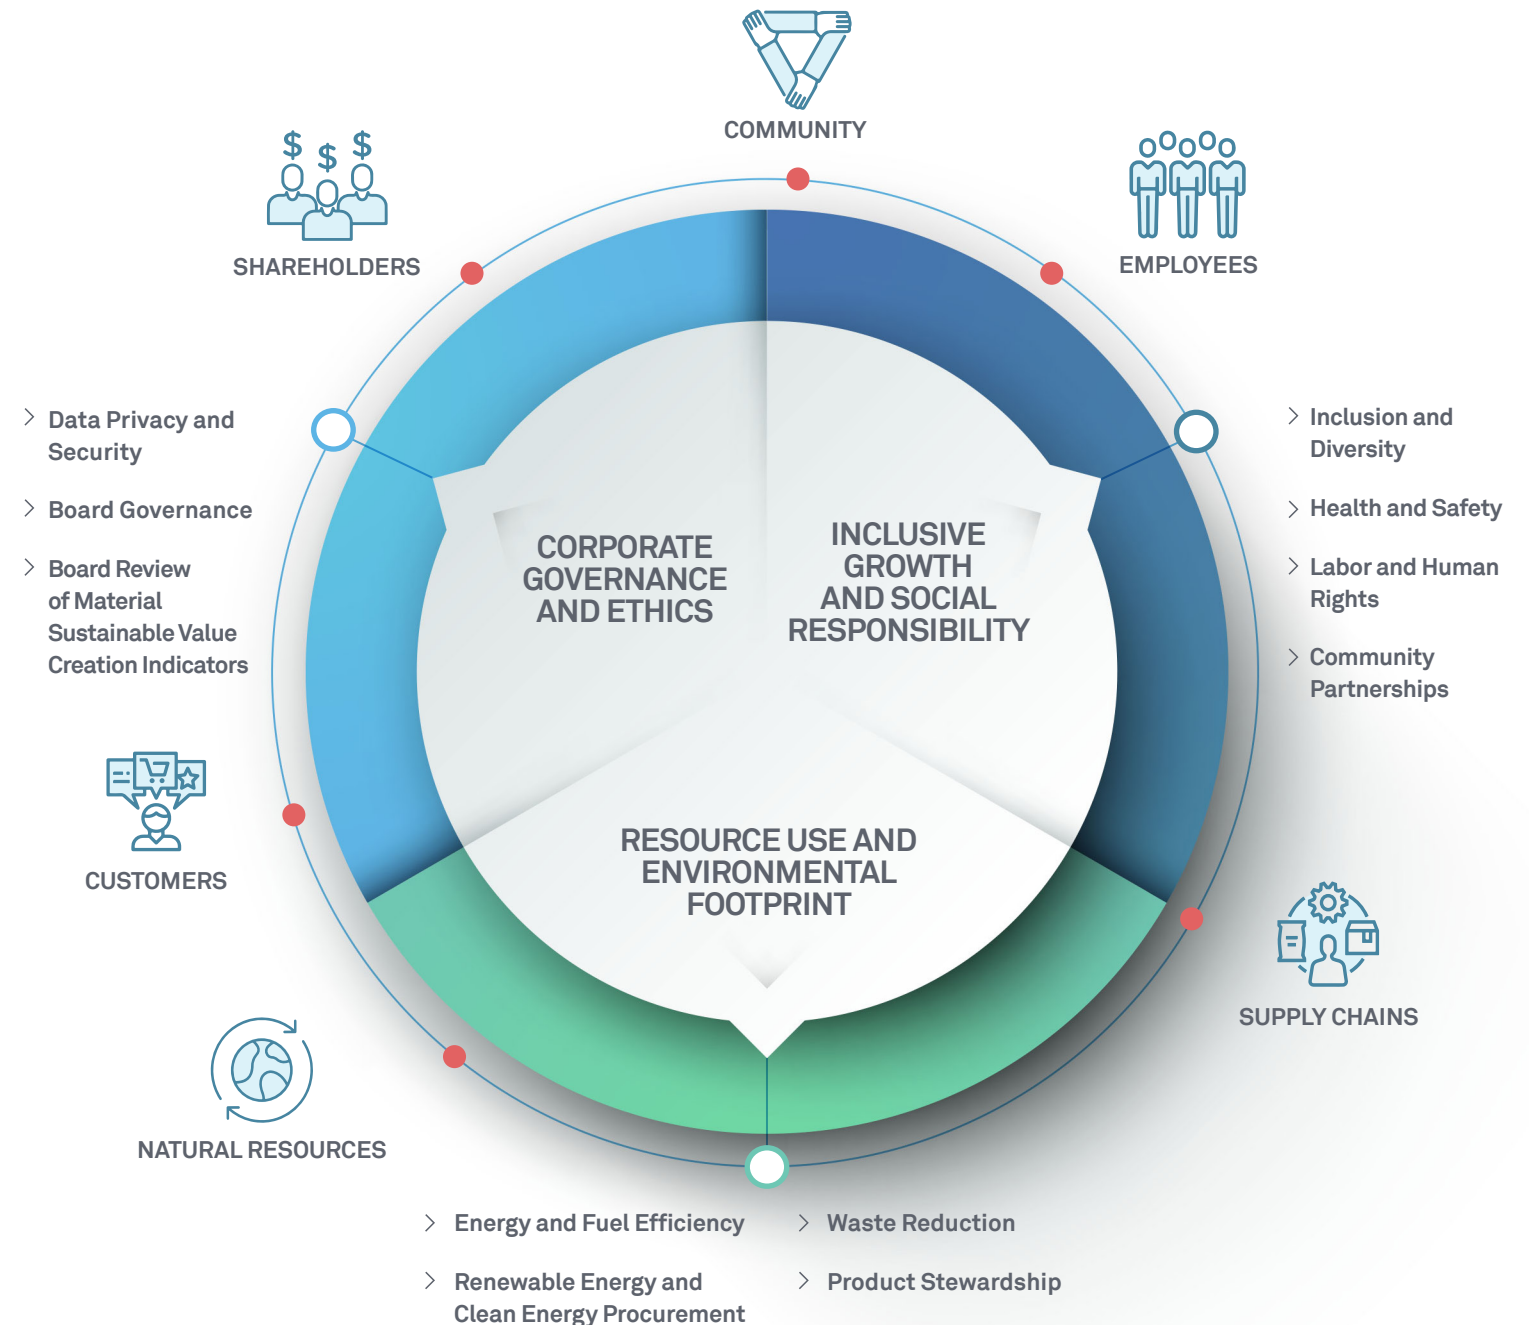 COMMUNITY
$ $ $
SHAREHOLDERS
EMPLOYEES
> Data Privacy and
Security
> Board Governance
> Board Review
of Material
Sustainable Value
Creation Indicators
CORPORATE
GOVERNANCE
AND ETHICS
INCLUSIVE
GROWTH
AND SOCIAL
RESPONSIBILITY
> Inclusion and
Diversity
> Health and Safety
> Labor and Human
Rights
> Community
Partnerships
CUSTOMERS
RESOURCE USE AND
ENVIRONMENTAL
FOOTPRINT
SUPPLY CHAINS
NATURAL RESOURCES
> Energy and Fuel Efficiency
> Renewable Energy and
Clean Energy Procurement
> Waste Reduction
> Product Stewardship